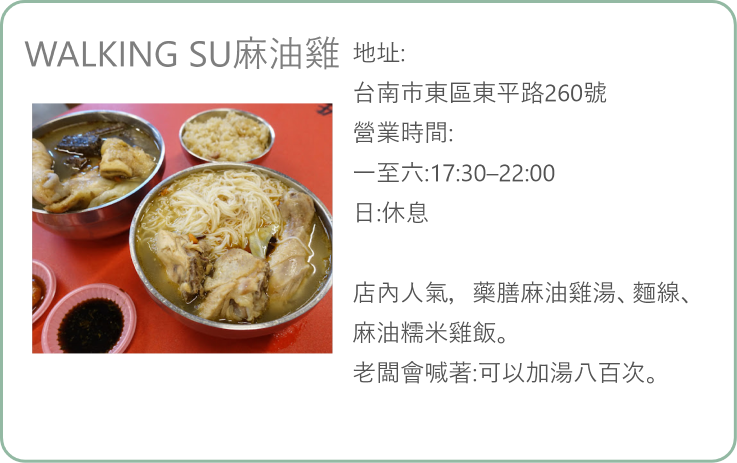 WALKING SU麻油雞
地址:
台南市東區東平路260號
營業時間:
一至六:17:30–22:00
日:休息
店內人氣，藥膳麻油雞湯、麵線、
麻油糯米雞飯。
老闆會喊著:可以加湯八百次。